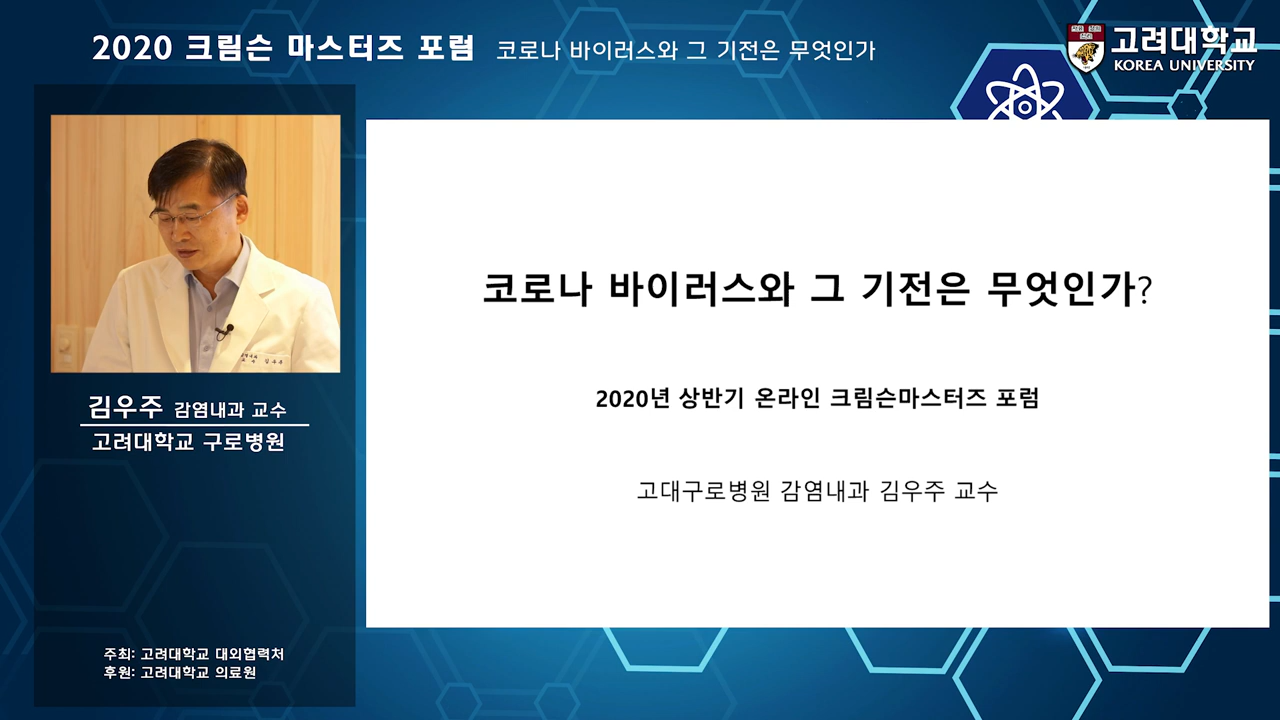 2020 크림슨 마스터즈 포럼 코로나 바이러스와 그 기전은 무엇인가
고려대학교
KOREA UNIVERSITY
코로나 바이러스와 그 기전은 무엇인가?
2020년 상반기 온라인 크림슨마스터즈 포럼
고대구로병원 감염내과 김우주 교수
김우주 감염내과 교수
고려대학교 구로병원
주최: 고려대학교 대외협력처
후원: 고려대학교 의료원